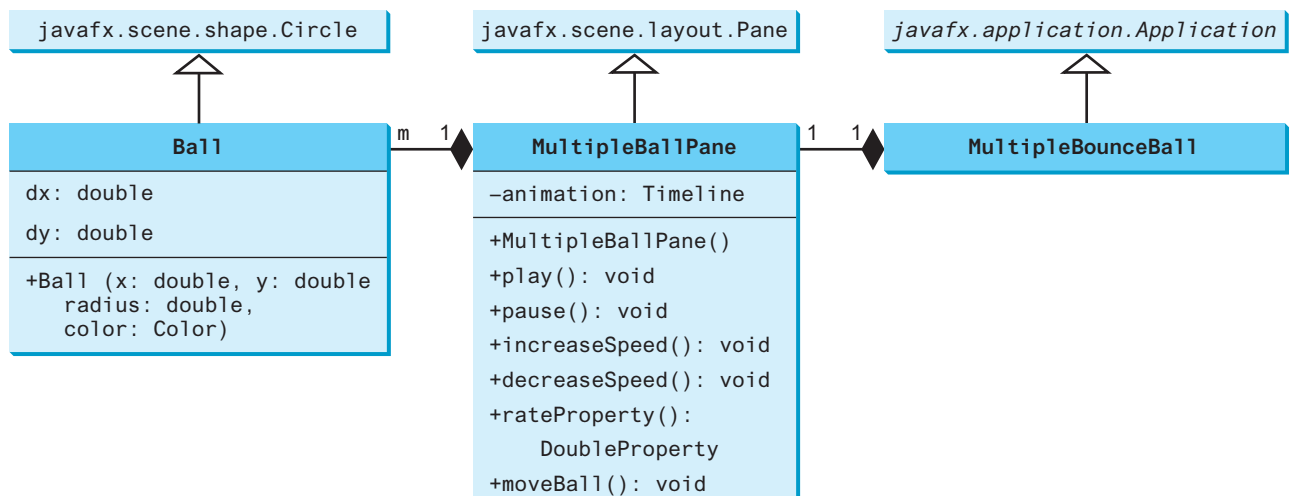 javafx.scene.shape.Circle
javafx.scene.layout.Pane
javafx.application.Application
m 1
1 1
Ball
dx: double
dy: double
+Ball (x: double, y: double
radius: double,
color: Color)
MultipleBallPane
–animation: Timeline
+MultipleBallPane()
+play(): void
+pause(): void
+increaseSpeed(): void
+decreaseSpeed(): void
+rateProperty():
DoubleProperty
+moveBall(): void
MultipleBounceBall